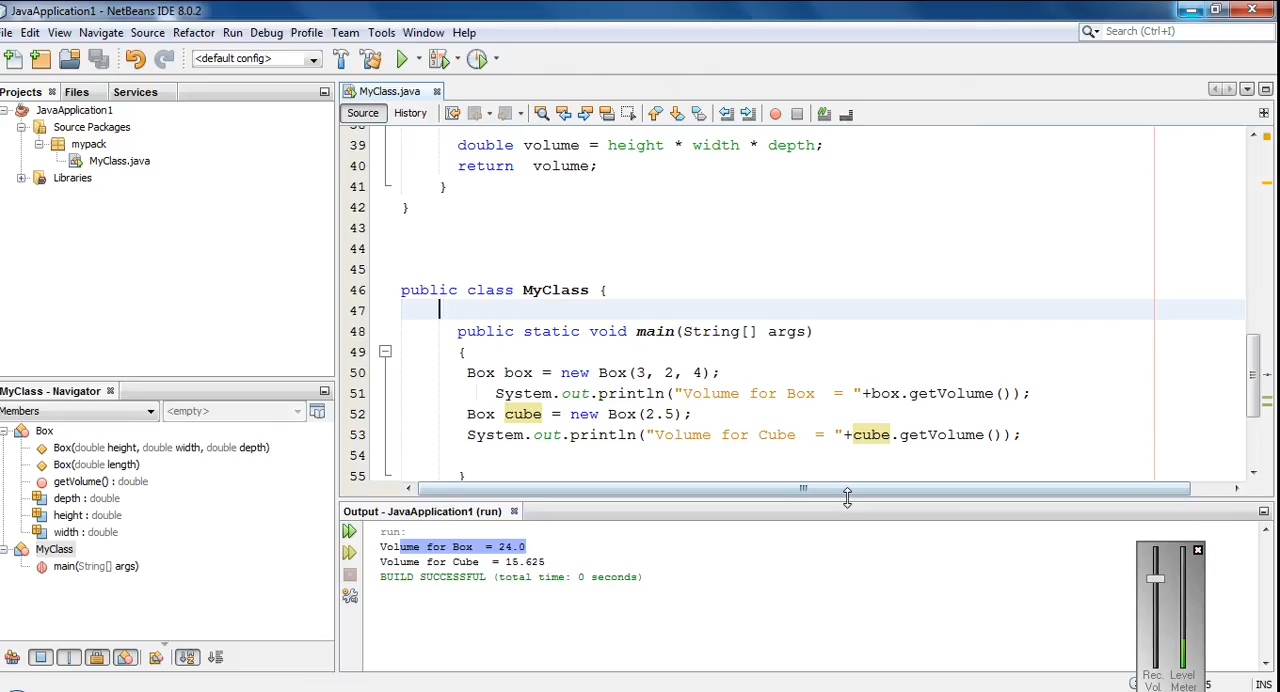 JavaApplication1 - NetBeans IDE 8.0.2
ile Edit View Navigate Source Refactor Run Debug Profile Team Tools Window Help
Search (Ctrl+I)
<default config>
Projects Files Services
JavaApplication1
Source Packages
mypack
MyClass.java
Libraries
MyClass.java
Source History
39 double volume = height * width * depth;
40 return volume;
41 }
42 }
43
44
45
46 public class MyClass {
47
48 public static void main(String[] args)
49 {
50 Box box = new Box(3, 2, 4);
51 System.out.println("Volume for Box = "+box.getVolume());
52 Box cube = new Box(2.5);
53 System.out.println("Volume for Cube = "+cube.getVolume());
54
55 }
MyClass - Navigator
Members <empty>
Box
Box(double height, double width, double depth)
Box(double length)
getVolume() : double
depth : double
height : double
width : double
MyClass
main(String[] args)
Output - JavaApplication1 (run)
run:
Volume for Box = 24.0
Volume for Cube = 15.625
BUILD SUCCESSFUL (total time: 0 seconds)
Rec. Level
Vol Meter
5 INS